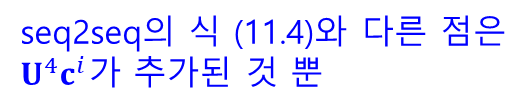 seq2seq의 식 (11.4)와 다른 점은
U⁴cⁱ가 추가된 것 뿐